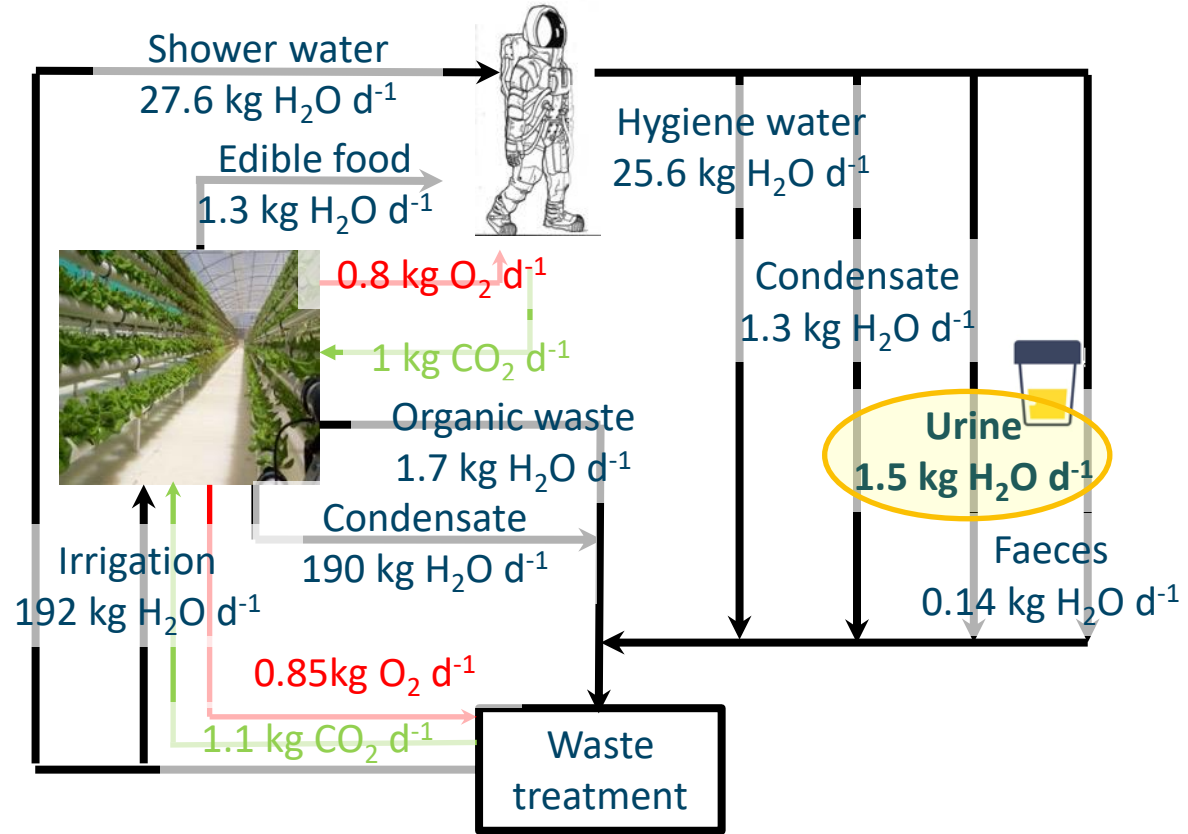 Shower water
27.6 kg H₂O d⁻¹
Edible food
1.3 kg H₂O d⁻¹
0.8 kg O₂ d⁻¹
1 kg CO₂ d⁻¹
Hygiene water
25.6 kg H₂O d⁻¹
Condensate
1.3 kg H₂O d⁻¹
Urine
1.5 kg H₂O d⁻¹
Faeces
0.14 kg H₂O d⁻¹
Organic waste
1.7 kg H₂O d⁻¹
Condensate
190 kg H₂O d⁻¹
Irrigation
192 kg H₂O d⁻¹
0.85kg O₂ d⁻¹
1.1 kg CO₂ d⁻¹
Waste
treatment